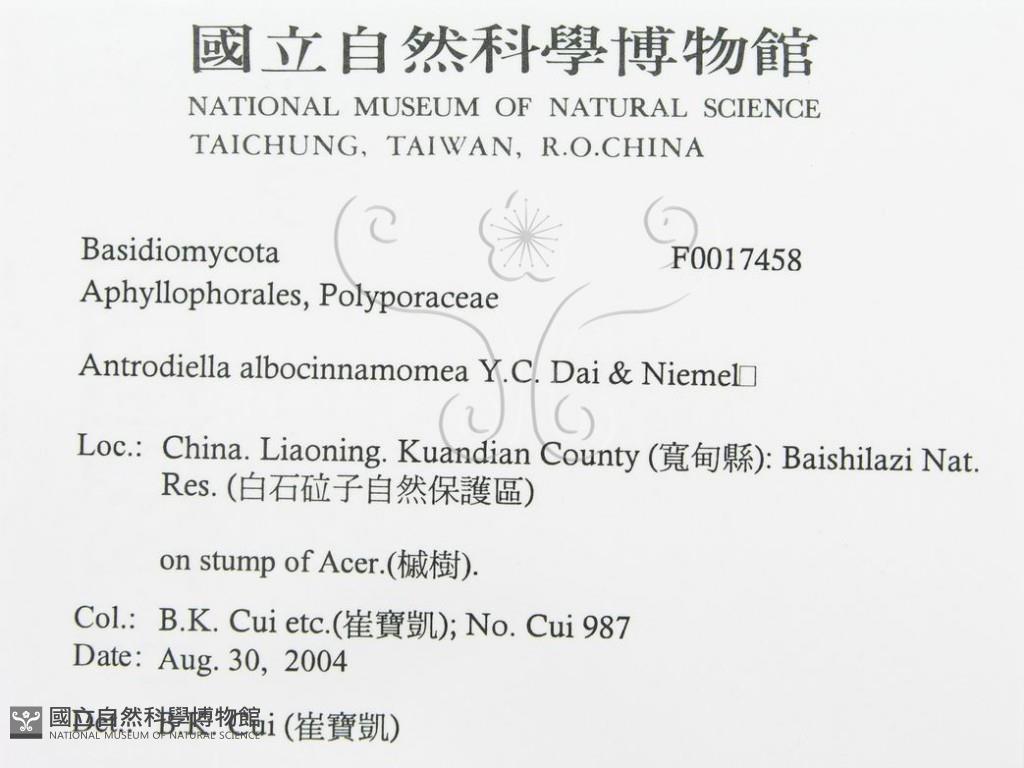 國立自然科學博物館
NATIONAL MUSEUM OF NATURAL SCIENCE
TAICHUNG, TAIWAN, R.O.CHINA
Basidiomycota F0017458
Aphyllophorales, Polyporaceae
Antrodiella albocinnamomea Y.C. Dai & Niemel□
Loc.: China. Liaoning. Kuandian County (寬甸縣): Baishilazi Nat.
Res. (白石砬子自然保護區)
on stump of Acer.(槭樹).
Col.: B.K. Cui etc.(崔寶凱); No. Cui 987
Date: Aug. 30, 2004
Det.: B.K. Cui (崔寶凱)
國立自然科學博物館
NATIONAL MUSEUM OF NATURAL SCIENCE